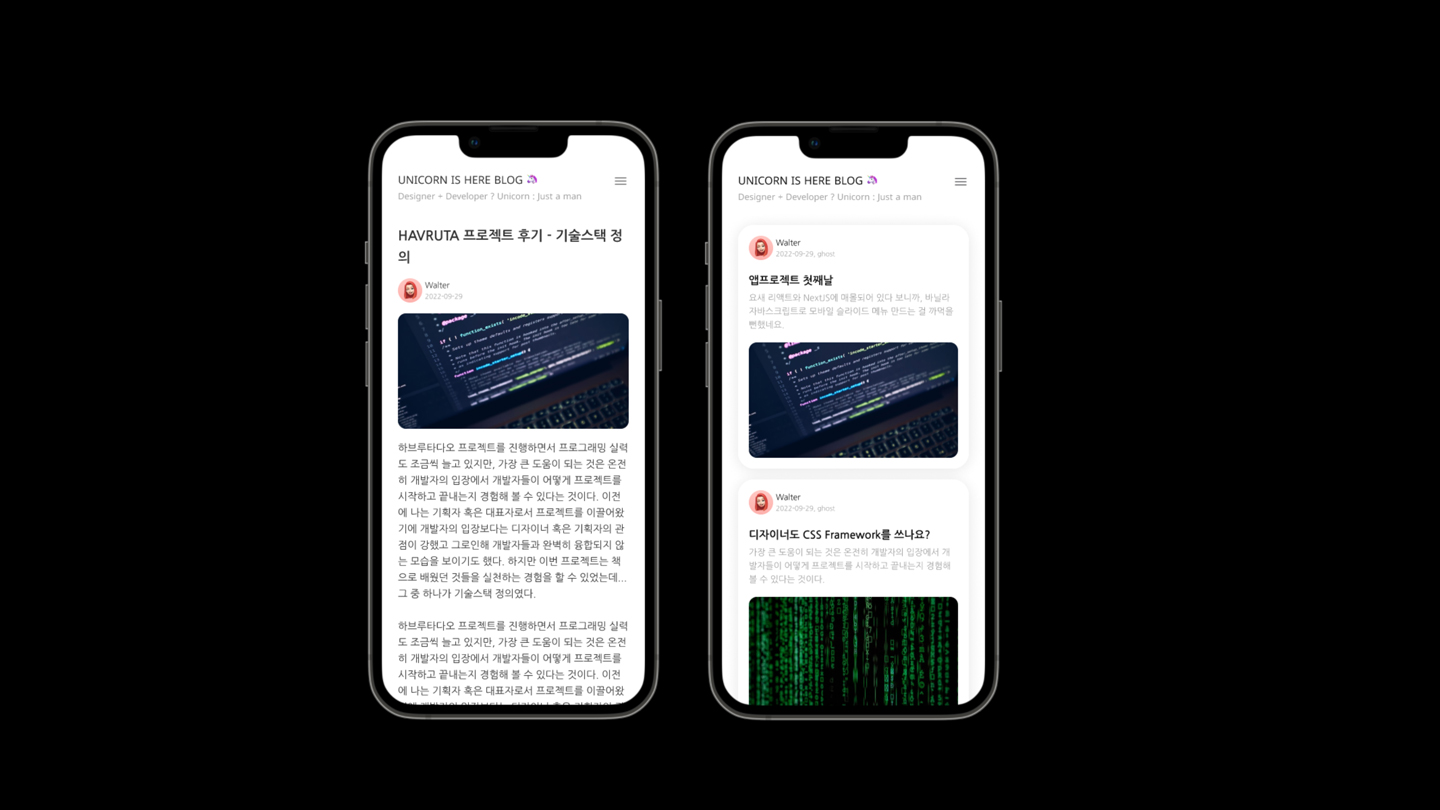 UNICORN IS HERE BLOG 🦄
Designer + Developer ? Unicorn : Just a man
HAVRUTA 프로젝트 후기 - 기술스택 정
의
Walter
2022-09-29
하브루타다오 프로젝트를 진행하면서 프로그래밍 실력
도 조금씩 늘고 있지만, 가장 큰 도움이 되는 것은 온전
히 개발자의 입장에서 개발자들이 어떻게 프로젝트를
시작하고 끝내는지 경험해 볼 수 있다는 것이다. 이전
에 나는 기획자 혹은 대표자로서 프로젝트를 이끌어왔
기에 개발자의 입장보다는 디자이너 혹은 기획자의 관
점이 강했고 그로인해 개발자들과 완벽히 융합되지 않
는 모습을 보이기도 했다. 하지만 이번 프로젝트는 책
으로 배웠던 것들을 실천하는 경험을 할 수 있었는데...
그 중 하나가 기술스택 정의였다.
하브루타다오 프로젝트를 진행하면서 프로그래밍 실력
도 조금씩 늘고 있지만, 가장 큰 도움이 되는 것은 온전
히 개발자의 입장에서 개발자들이 어떻게 프로젝트를
시작하고 끝내는지 경험해 볼 수 있다는 것이다. 이전
에 나는 기획자 혹은 대표자로서 프로젝트를 이끌어왔
UNICORN IS HERE BLOG 🦄
Designer + Developer ? Unicorn : Just a man
Walter
2022-09-29, ghost
앱프로젝트 첫째날
요새 리액트와 NextJS에 매몰되어 있다 보니까, 바닐라
자바스크립트로 모바일 슬라이드 메뉴 만드는 걸 까먹을
뻔했네요.
@package
if ( ! function_exists(
function
Walter
2022-09-29, ghost
디자이너도 CSS Framework를 쓰나요?
가장 큰 도움이 되는 것은 온전히 개발자의 입장에서 개
발자들이 어떻게 프로젝트를 시작하고 끝내는지 경험해
볼 수 있다는 것이다.